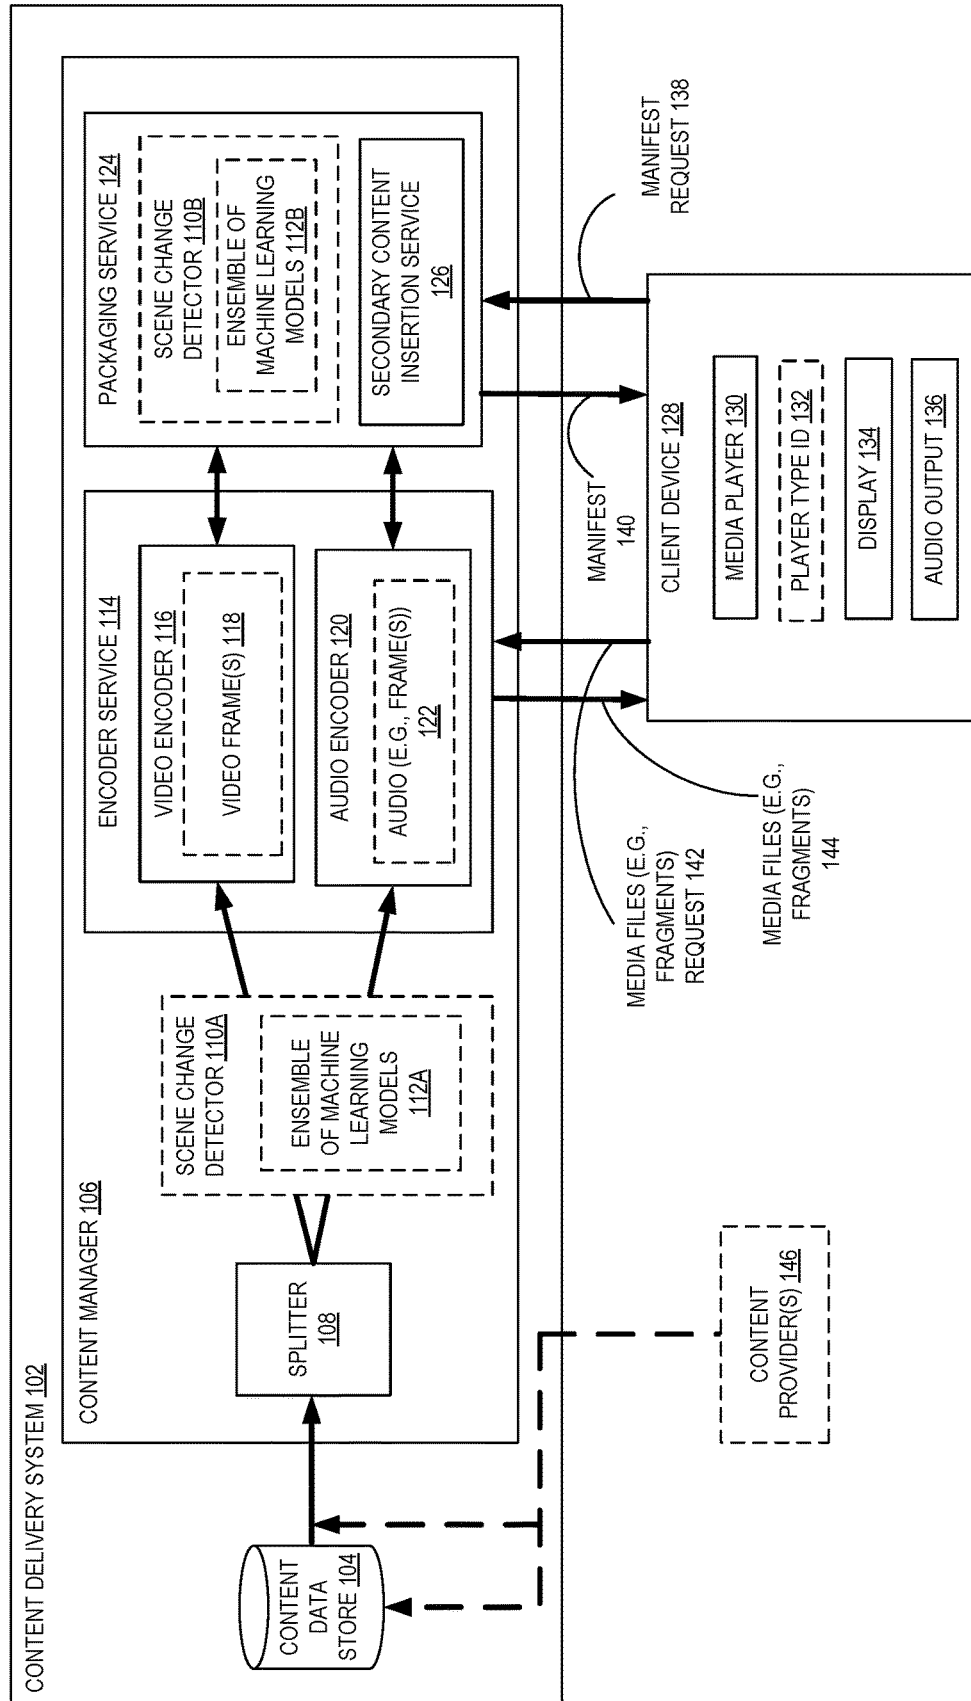 CONTENT DELIVERY SYSTEM 102
CONTENT DATA
STORE 104
CONTENT MANAGER 106
SPLITTER
108
SCENE CHANGE
DETECTOR 110A
ENSEMBLE
OF MACHINE
LEARNING
MODELS
112A
ENCODER SERVICE 114
VIDEO ENCODER 116
VIDEO FRAME(S) 118
AUDIO ENCODER 120
AUDIO (E.G., FRAME(S))
122
PACKAGING SERVICE 124
SCENE CHANGE
DETECTOR 110B
ENSEMBLE OF
MACHINE LEARNING
MODELS 112B
SECONDARY CONTENT
INSERTION SERVICE
126
CONTENT
PROVIDER(S) 146
MEDIA FILES (E.G.,
FRAGMENTS)
REQUEST 142
MEDIA FILES (E.G.,
FRAGMENTS)
144
MANIFEST
140
MANIFEST
REQUEST 138
CLIENT DEVICE 128
MEDIA PLAYER 130
PLAYER TYPE ID 132
DISPLAY 134
AUDIO OUTPUT 136